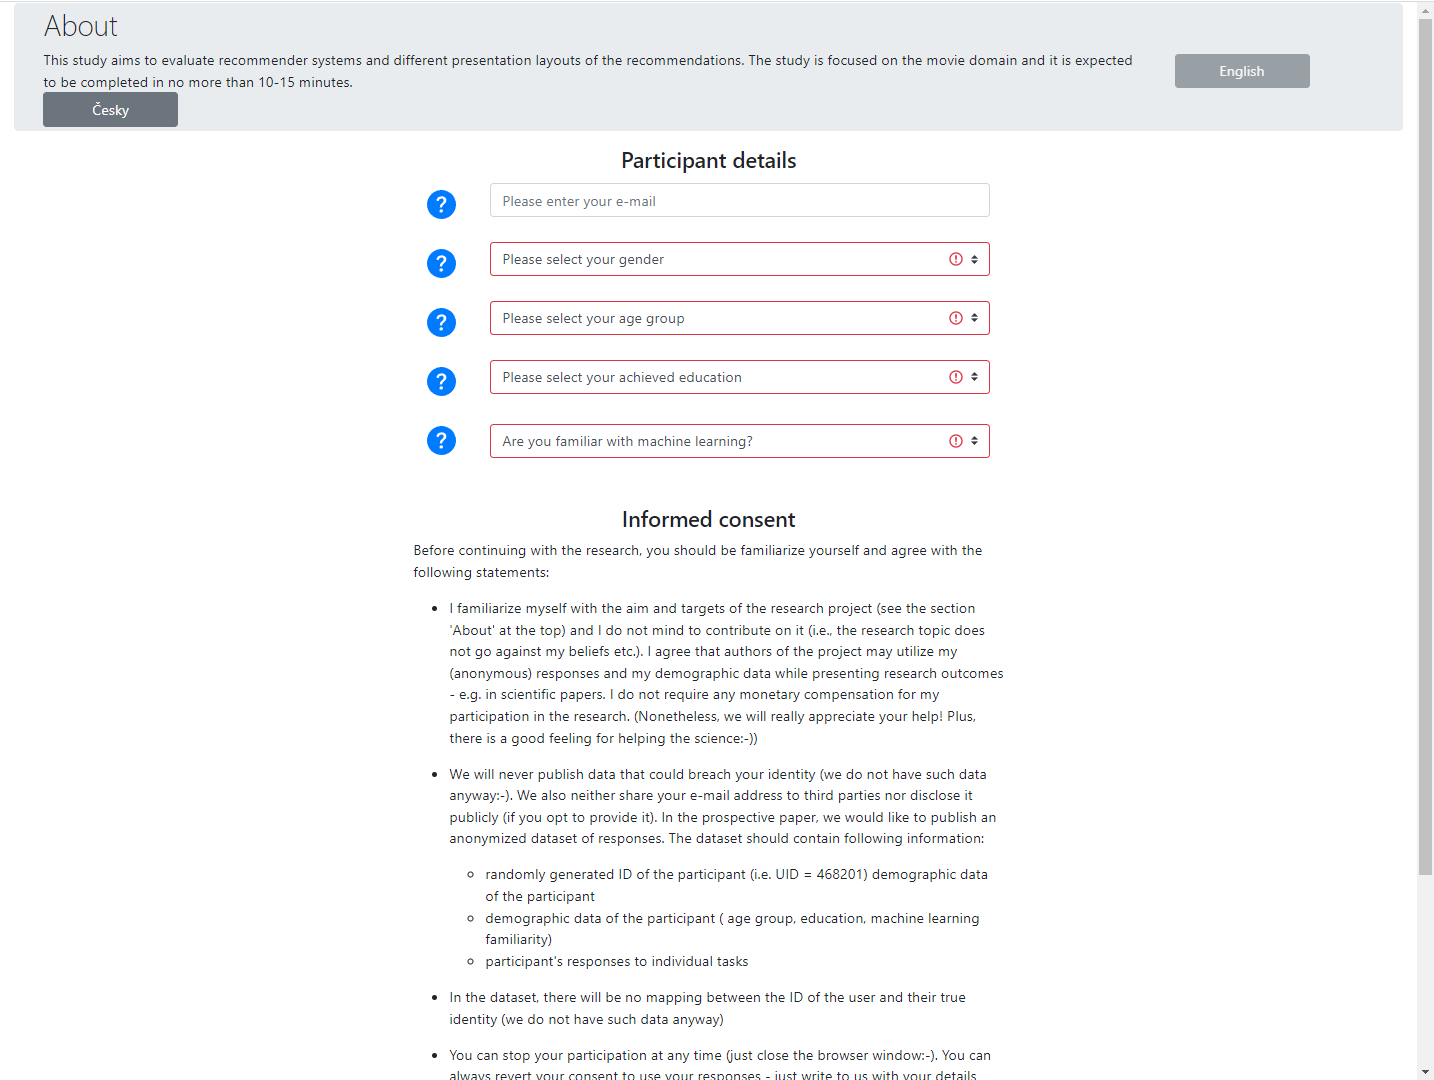 About
This study aims to evaluate recommender systems and different presentation layouts of the recommendations. The study is focused on the movie domain and it is expected
to be completed in no more than 10-15 minutes.
English
Česky
Participant details
Please enter your e-mail
Please select your gender
Please select your age group
Please select your achieved education
Are you familiar with machine learning?
Informed consent
Before continuing with the research, you should be familiarize yourself and agree with the
following statements:
• I familiarize myself with the aim and targets of the research project (see the section
'About' at the top) and I do not mind to contribute on it (i.e., the research topic does
not go against my beliefs etc.). I agree that authors of the project may utilize my
(anonymous) responses and my demographic data while presenting research outcomes
- e.g. in scientific papers. I do not require any monetary compensation for my
participation in the research. (Nonetheless, we will really appreciate your help! Plus,
there is a good feeling for helping the science:-))
• We will never publish data that could breach your identity (we do not have such data
anyway:-). We also neither share your e-mail address to third parties nor disclose it
publicly (if you opt to provide it). In the prospective paper, we would like to publish an
anonymized dataset of responses. The dataset should contain following information:
◦ randomly generated ID of the participant (i.e. UID = 468201) demographic data
of the participant
◦ demographic data of the participant ( age group, education, machine learning
familiarity)
◦ participant's responses to individual tasks
• In the dataset, there will be no mapping between the ID of the user and their true
identity (we do not have such data anyway)
• You can stop your participation at any time (just close the browser window:-). You can
always revert your consent to use your responses - just write to us with your details